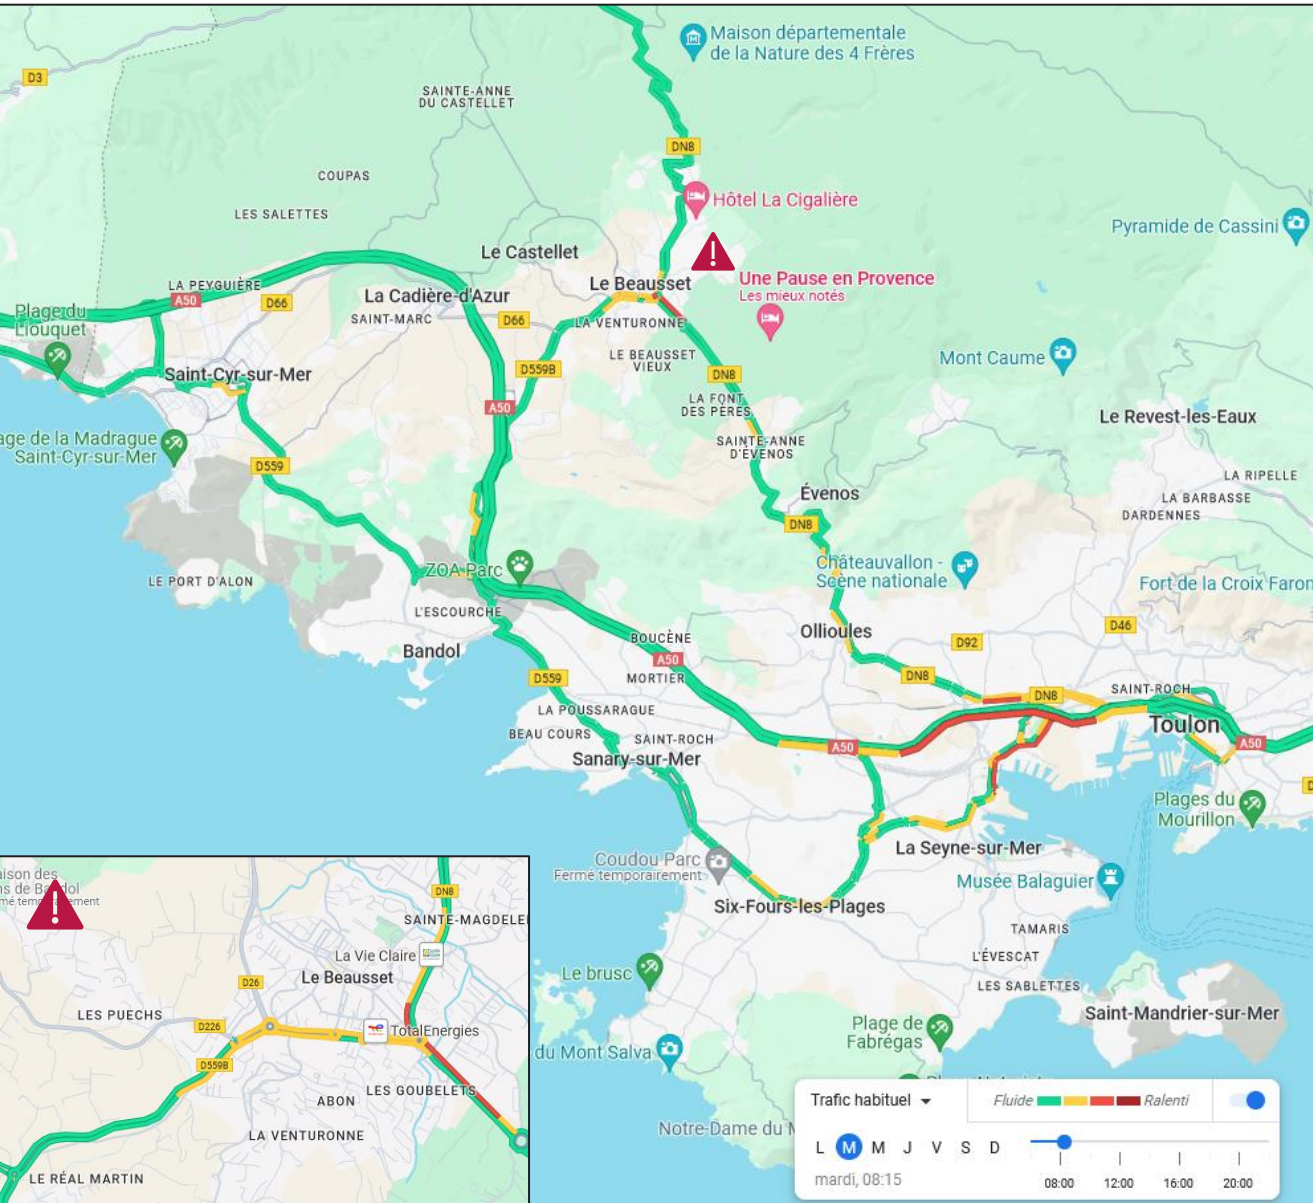 Maison départementale
de la Nature des 4 Frères
D3
SAINTE-ANNE
DU CASTELLET
DN8
COUPAS
Hôtel La Cigalière
LES SALETTES
Pyramide de Cassini
Le Castellet
LA PEYGUIÈRE
A50
D66
La Cadière-d'Azur
SAINT-MARC
D66
Le Beausset
Une Pause en Provence
Les mieux notés
Plage du
Liouquet
LA VENTURONNE
LE BEAUSSET
VIEUX
Mont Caume
Saint-Cyr-sur-Mer
D559B
DN8
A50
LA FONT
DES PÈRES
Le Revest-les-Eaux
age de la Madrague
Saint-Cyr-sur-Mer
D559
SAINTE-ANNE
D'ÉVENOS
LA RIPELLE
Évenos
LA BARBASSE
DARDENNES
DN8
ZOA Parc
Châteauvallon -
Scène nationale
LE PORT D'ALON
Fort de la Croix Faron
L'ESCOURCHE
Bandol
BOUCÈNE
A50
MORTIER
Ollioules
D92
D46
D559
DN8
DN8
SAINT-ROCH
LA POUSSARAGUE
BEAU COURS
SAINT-ROCH
Sanary-sur-Mer
A50
Toulon
A50
Plages du
Mourillon
La Seyne-sur-Mer
Coudou Parc
Fermé temporairement
Musée Balaguier
Six-Fours-les-Plages
TAMARIS
L'ÉVESCAT
LES SABLETTES
Le brusc
Saint-Mandrier-sur-Mer
Plage de
Fabrégas
du Mont Salva
Notre-Dame du M
aison des
DN8
SAINTE-MAGDELE
La Vie Claire
Le Beausset
D26
LES PUECHS
D226
TotalEnergies
D559B
LES GOUBELETS
ABON
LA VENTURONNE
LE RÉAL MARTIN
Trafic habituel
Fluide
Ralenti
L M M J V S D
mardi, 08:15
08:00 12:00 16:00 20:00